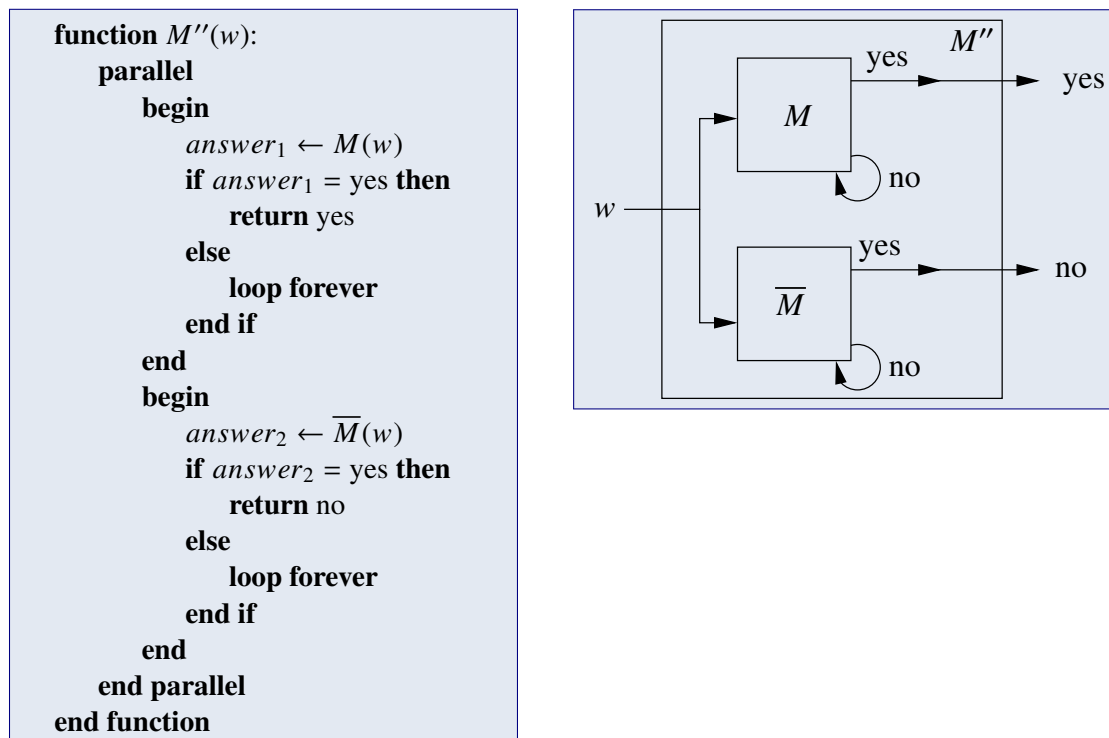 function M′′(w):
parallel
begin
answer₁ ← M(w)
if answer₁ = yes then
return yes
else
loop forever
end if
end
begin
answer₂ ← M̅(w)
if answer₂ = yes then
return no
else
loop forever
end if
end
end parallel
end function
M′′
yes
yes
M
no
w
yes
no
M̅
no